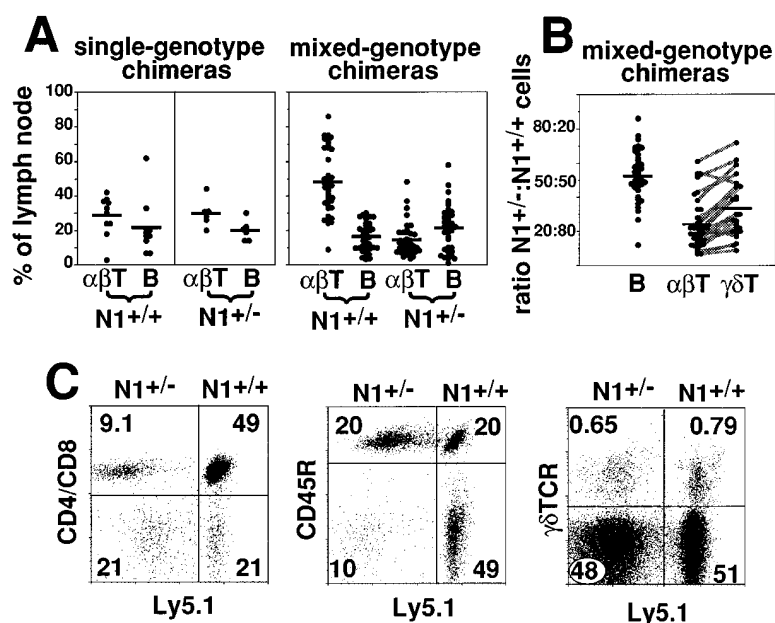 A
single-genotype chimeras
mixed-genotype chimeras
% of lymph node
100
80
60
40
20
0
αβT B αβT B
N1+/+ N1+/-
αβT B αβT B
N1+/+ N1+/-
B
mixed-genotype chimeras
ratio N1+/-:N1+/+ cells
80:20
50:50
20:80
B αβT γδT
C
N1+/- N1+/+
CD4/CD8
9.1 49
21 21
Ly5.1
N1+/- N1+/+
CD45R
20 20
10 49
Ly5.1
N1+/- N1+/+
γδTCR
0.65 0.79
48 51
Ly5.1